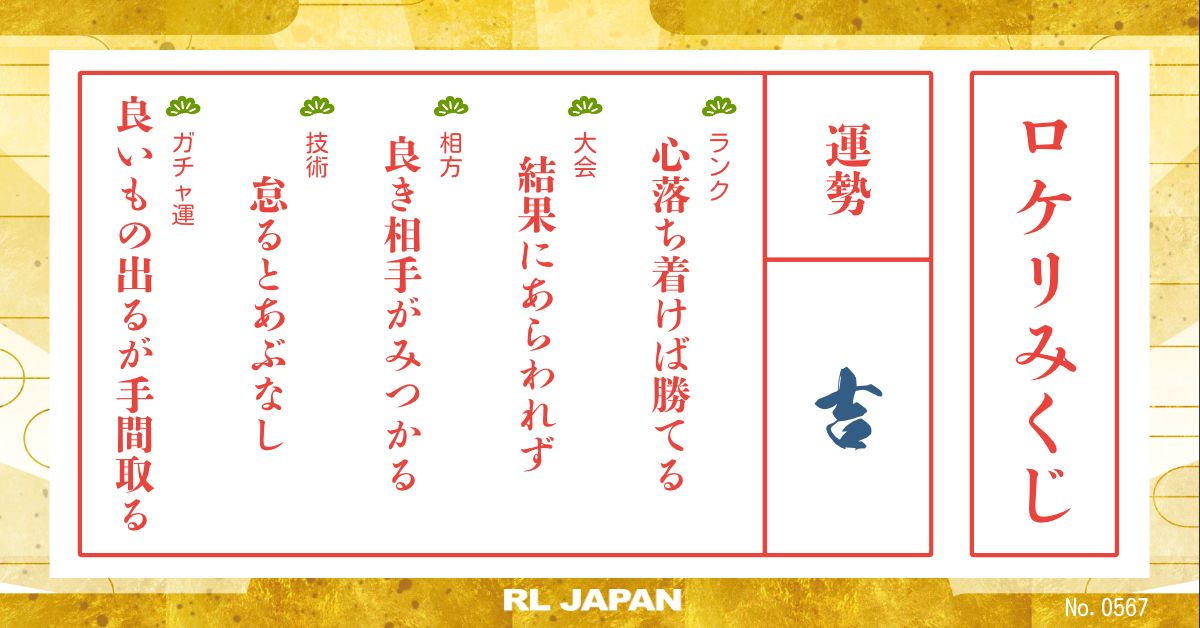 ロケリみくじ
運勢
吉
ランク
心落ち着けば勝てる
大会
結果にあらわれず
相方
良き相手がみつかる
技術
怠るとあぶなし
ガチャ運
良いもの出るが手間取る
RL JAPAN
No. 0567